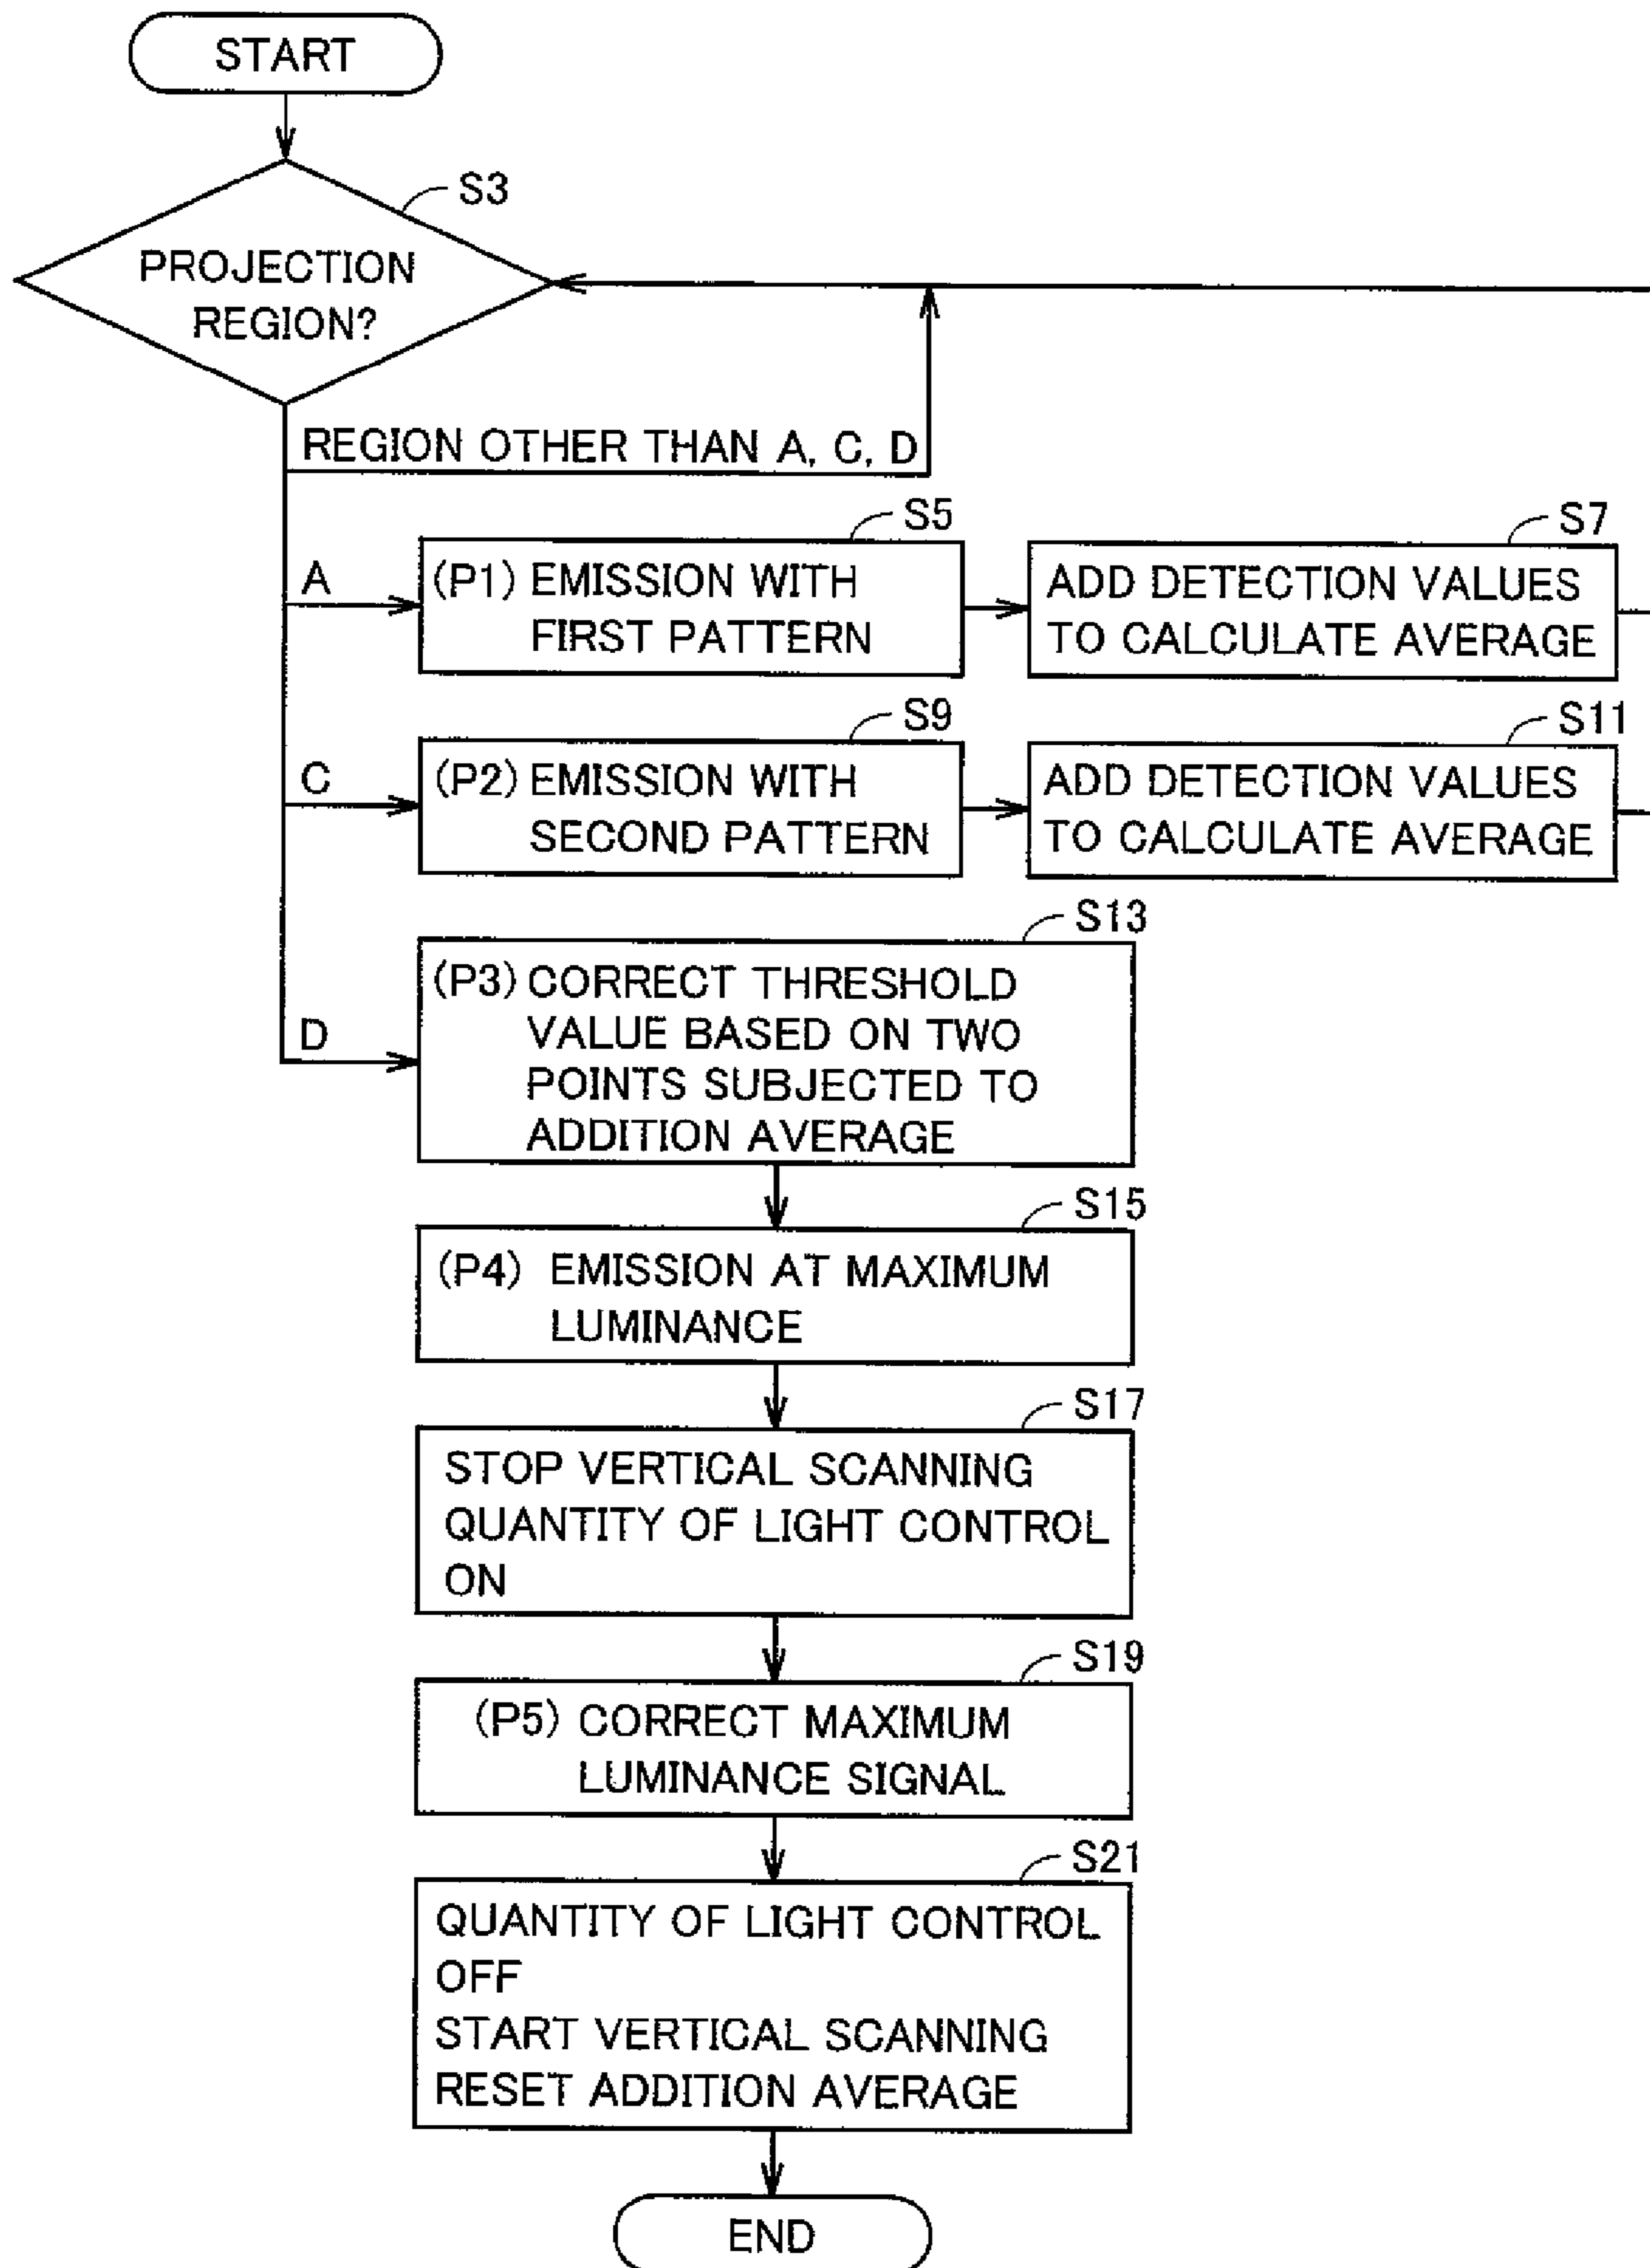 START
S3
PROJECTION
REGION?
REGION OTHER THAN A, C, D
A
S5
(P1) EMISSION WITH
FIRST PATTERN
S7
ADD DETECTION VALUES
TO CALCULATE AVERAGE
C
S9
(P2) EMISSION WITH
SECOND PATTERN
S11
ADD DETECTION VALUES
TO CALCULATE AVERAGE
D
S13
(P3) CORRECT THRESHOLD
VALUE BASED ON TWO
POINTS SUBJECTED TO
ADDITION AVERAGE
S15
(P4) EMISSION AT MAXIMUM
LUMINANCE
S17
STOP VERTICAL SCANNING
QUANTITY OF LIGHT CONTROL
ON
S19
(P5) CORRECT MAXIMUM
LUMINANCE SIGNAL
S21
QUANTITY OF LIGHT CONTROL
OFF
START VERTICAL SCANNING
RESET ADDITION AVERAGE
END